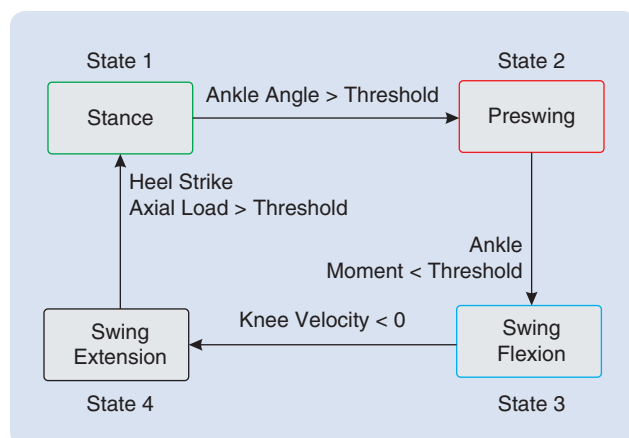 State 1
State 2
Stance
Ankle Angle > Threshold
Preswing
Heel Strike
Axial Load > Threshold
Ankle
Moment < Threshold
Swing
Extension
Knee Velocity < 0
Swing
Flexion
State 4
State 3